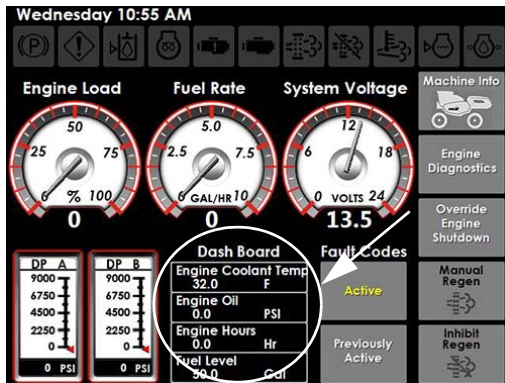 Wednesday 10:55 AM
(P)
Engine Load
Fuel Rate
System Voltage
Machine Info
50
25
75
0
% 100
0
5.0
2.5
7.5
0
GAL/HR 10
0
12
6
18
0 VOLTS 24
13.5
Engine
Diagnostics
Override
Engine
Shutdown
DP A
9000
6750
4500
2250
0
0 PSI
DP B
9000
6750
4500
2250
0
0 PSI
Dash Board
Engine Coolant Temp
32.0 F
Engine Oil
0.0 PSI
Engine Hours
0.0 Hr
Fuel Level
50.0 Gal
Fault Codes
Active
Previously
Active
Manual
Regen
Inhibit
Regen